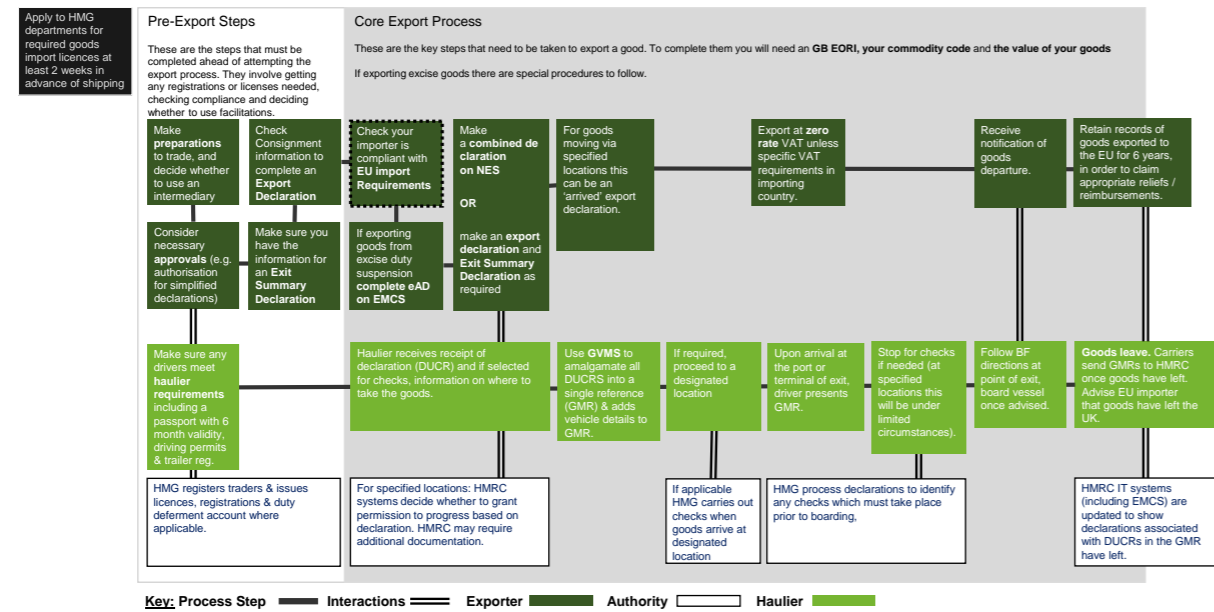 Apply to HMG
departments for
required goods
import licences at
least 2 weeks in
advance of shipping
Pre-Export Steps
These are the steps that must be
completed ahead of attempting the
export process. They involve getting
any registrations or licenses needed,
checking compliance and deciding
whether to use facilitations.
Core Export Process
These are the key steps that need to be taken to export a good. To complete them you will need an GB EORI, your commodity code and the value of your goods
If exporting excise goods there are special procedures to follow.
Make
preparations
to trade, and
decide whether
to use an
intermediary
Check
Consignment
information to
complete an
Export
Declaration
Check your
importer is
compliant with
EU import
Requirements
Make
a combined de
claration
on NES
OR
make an export
declaration and
Exit Summary
Declaration as
required
For goods
moving via
specified
locations this
can be an
‘arrived’ export
declaration.
Export at zero
rate VAT unless
specific VAT
requirements in
importing
country.
Receive
notification of
goods
departure.
Retain records of
goods exported to
the EU for 6 years,
in order to claim
appropriate reliefs /
reimbursements.
Consider
necessary
approvals (e.g.
authorisation
for simplified
declarations)
Make sure you
have the
information for
an Exit
Summary
Declaration
If exporting
goods from
excise duty
suspension
complete eAD
on EMCS
Make sure any
drivers meet
haulier
requirements
including a
passport with 6
month validity,
driving permits
& trailer reg.
Haulier receives receipt of
declaration (DUCR) and if selected
for checks, information on where to
take the goods.
Use GVMS to
amalgamate all
DUCRS into a
single reference
(GMR) & adds
vehicle details to
GMR.
If required,
proceed to a
designated
location
Upon arrival at
the port or
terminal of exit,
driver presents
GMR.
Stop for checks
if needed (at
specified
locations this
will be under
limited
circumstances).
Follow BF
directions at
point of exit,
board vessel
once advised.
Goods leave. Carriers
send GMRs to HMRC
once goods have left.
Advise EU importer
that goods have left the
UK.
HMG registers traders & issues
licences, registrations & duty
deferment account where
applicable.
For specified locations: HMRC
systems decide whether to grant
permission to progress based on
declaration. HMRC may require
additional documentation.
If applicable
HMG carries out
checks when
goods arrive at
designated
location
HMG process declarations to identify
any checks which must take place
prior to boarding,
HMRC IT systems
(including EMCS) are
updated to show
declarations associated
with DUCRs in the GMR
have left.
Key: Process Step Interactions Exporter Authority Haulier